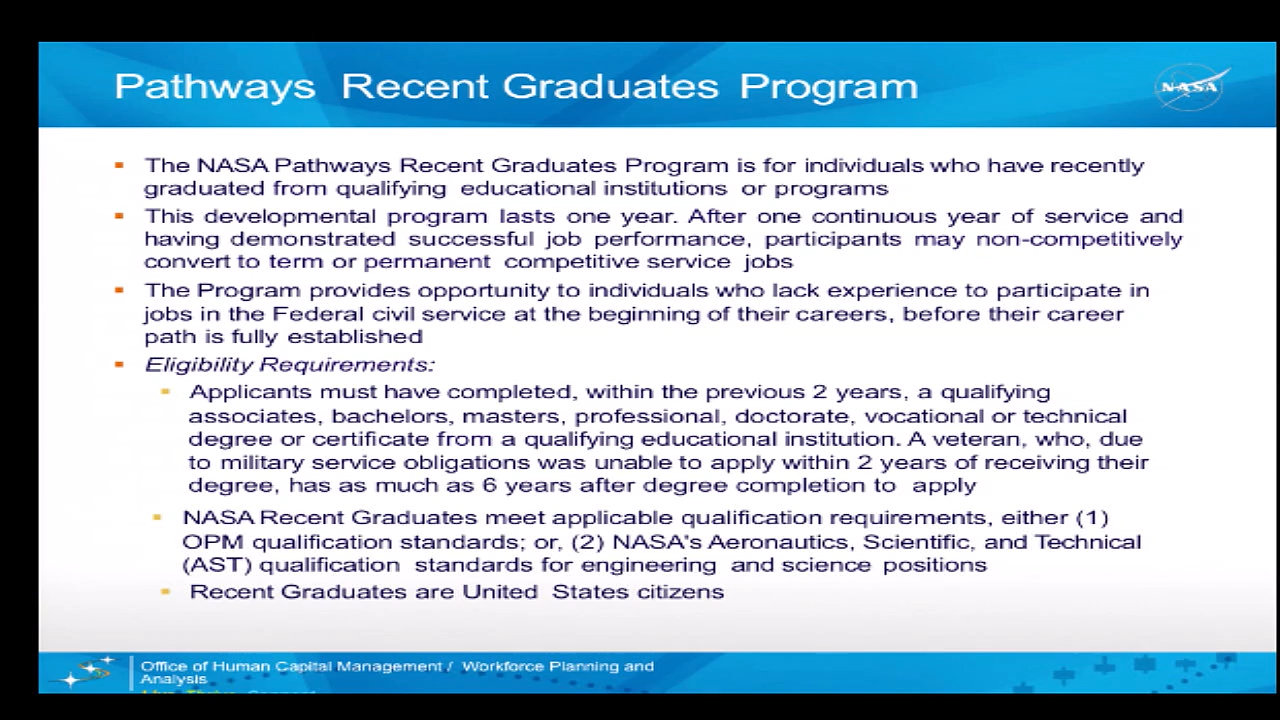 Pathways Recent Graduates Program
NASA
The NASA Pathways Recent Graduates Program is for individuals who have recently
graduated from qualifying educational institutions or programs
This developmental program lasts one year. After one continuous year of service and
having demonstrated successful job performance, participants may non-competitively
convert to term or permanent competitive service jobs
The Program provides opportunity to individuals who lack experience to participate in
jobs in the Federal civil service at the beginning of their careers, before their career
path is fully established
Eligibility Requirements:
Applicants must have completed, within the previous 2 years, a qualifying
associates, bachelors, masters, professional, doctorate, vocational or technical
degree or certificate from a qualifying educational institution. A veteran, who, due
to military service obligations was unable to apply within 2 years of receiving their
degree, has as much as 6 years after degree completion to apply
NASA Recent Graduates meet applicable qualification requirements, either (1)
OPM qualification standards; or, (2) NASA's Aeronautics, Scientific, and Technical
(AST) qualification standards for engineering and science positions
Recent Graduates are United States citizens
Office of Human Capital Management / Workforce Planning and
Analysis